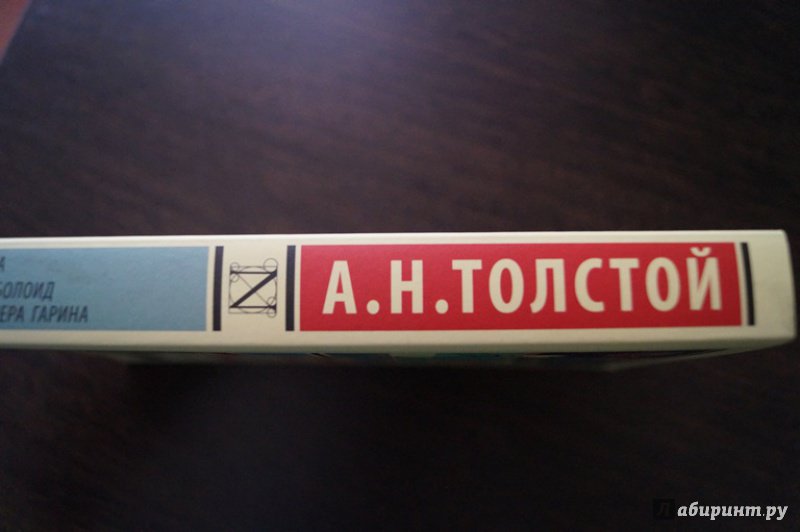 А
БОЛОИД
ЕРА ГАРИНА
А.Н.ТОЛСТОЙ
Лабиринт.ру